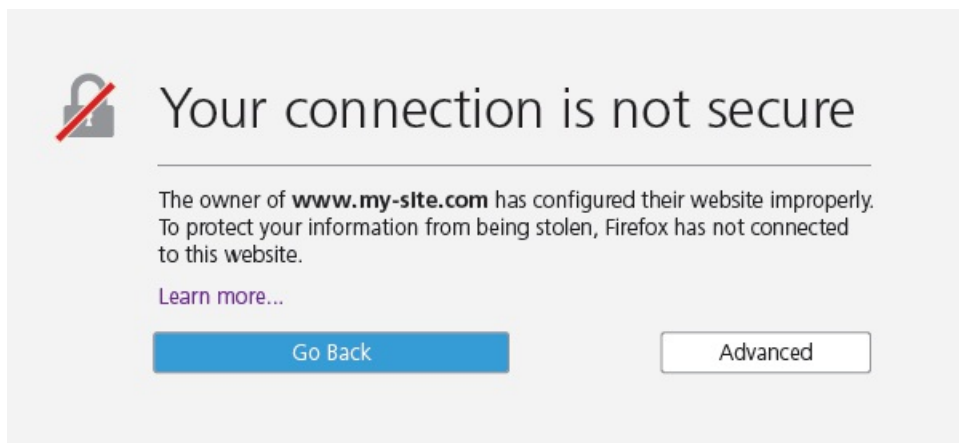 Your connection is not secure
The owner of www.my-site.com has configured their website improperly.
To protect your information from being stolen, Firefox has not connected
to this website.
Learn more...
Go Back
Advanced